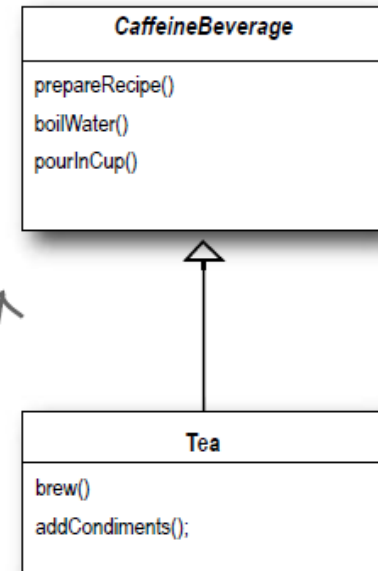 CaffeineBeverage
prepareRecipe()
boilWater()
pourInCup()
Tea
brew()
addCondiments();